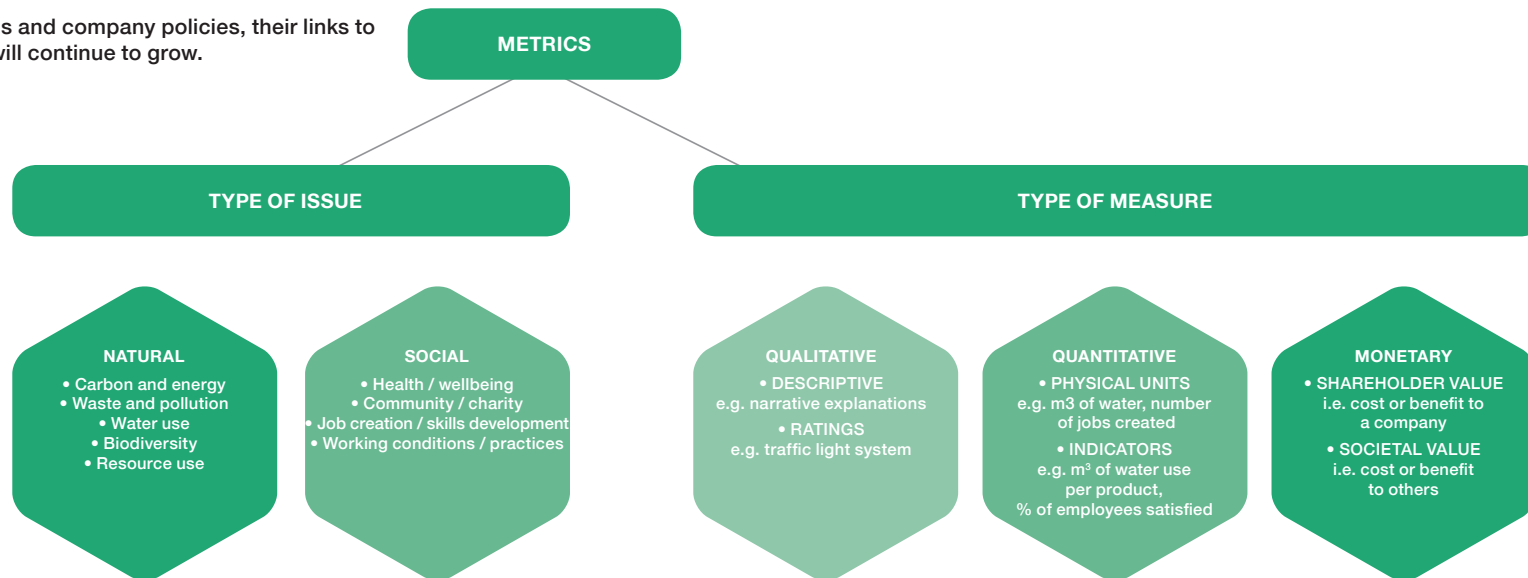 s and company policies, their links to
will continue to grow.
METRICS
TYPE OF ISSUE
TYPE OF MEASURE
NATURAL
• Carbon and energy
• Waste and pollution
• Water use
• Biodiversity
• Resource use
SOCIAL
• Health / wellbeing
• Community / charity
• Job creation / skills development
• Working conditions / practices
QUALITATIVE
• DESCRIPTIVE
e.g. narrative explanations
• RATINGS
e.g. traffic light system
QUANTITATIVE
• PHYSICAL UNITS
e.g. m3 of water, number
of jobs created
• INDICATORS
e.g. m³ of water use
per product,
% of employees satisfied
MONETARY
• SHAREHOLDER VALUE
i.e. cost or benefit to
a company
• SOCIETAL VALUE
i.e. cost or benefit
to others